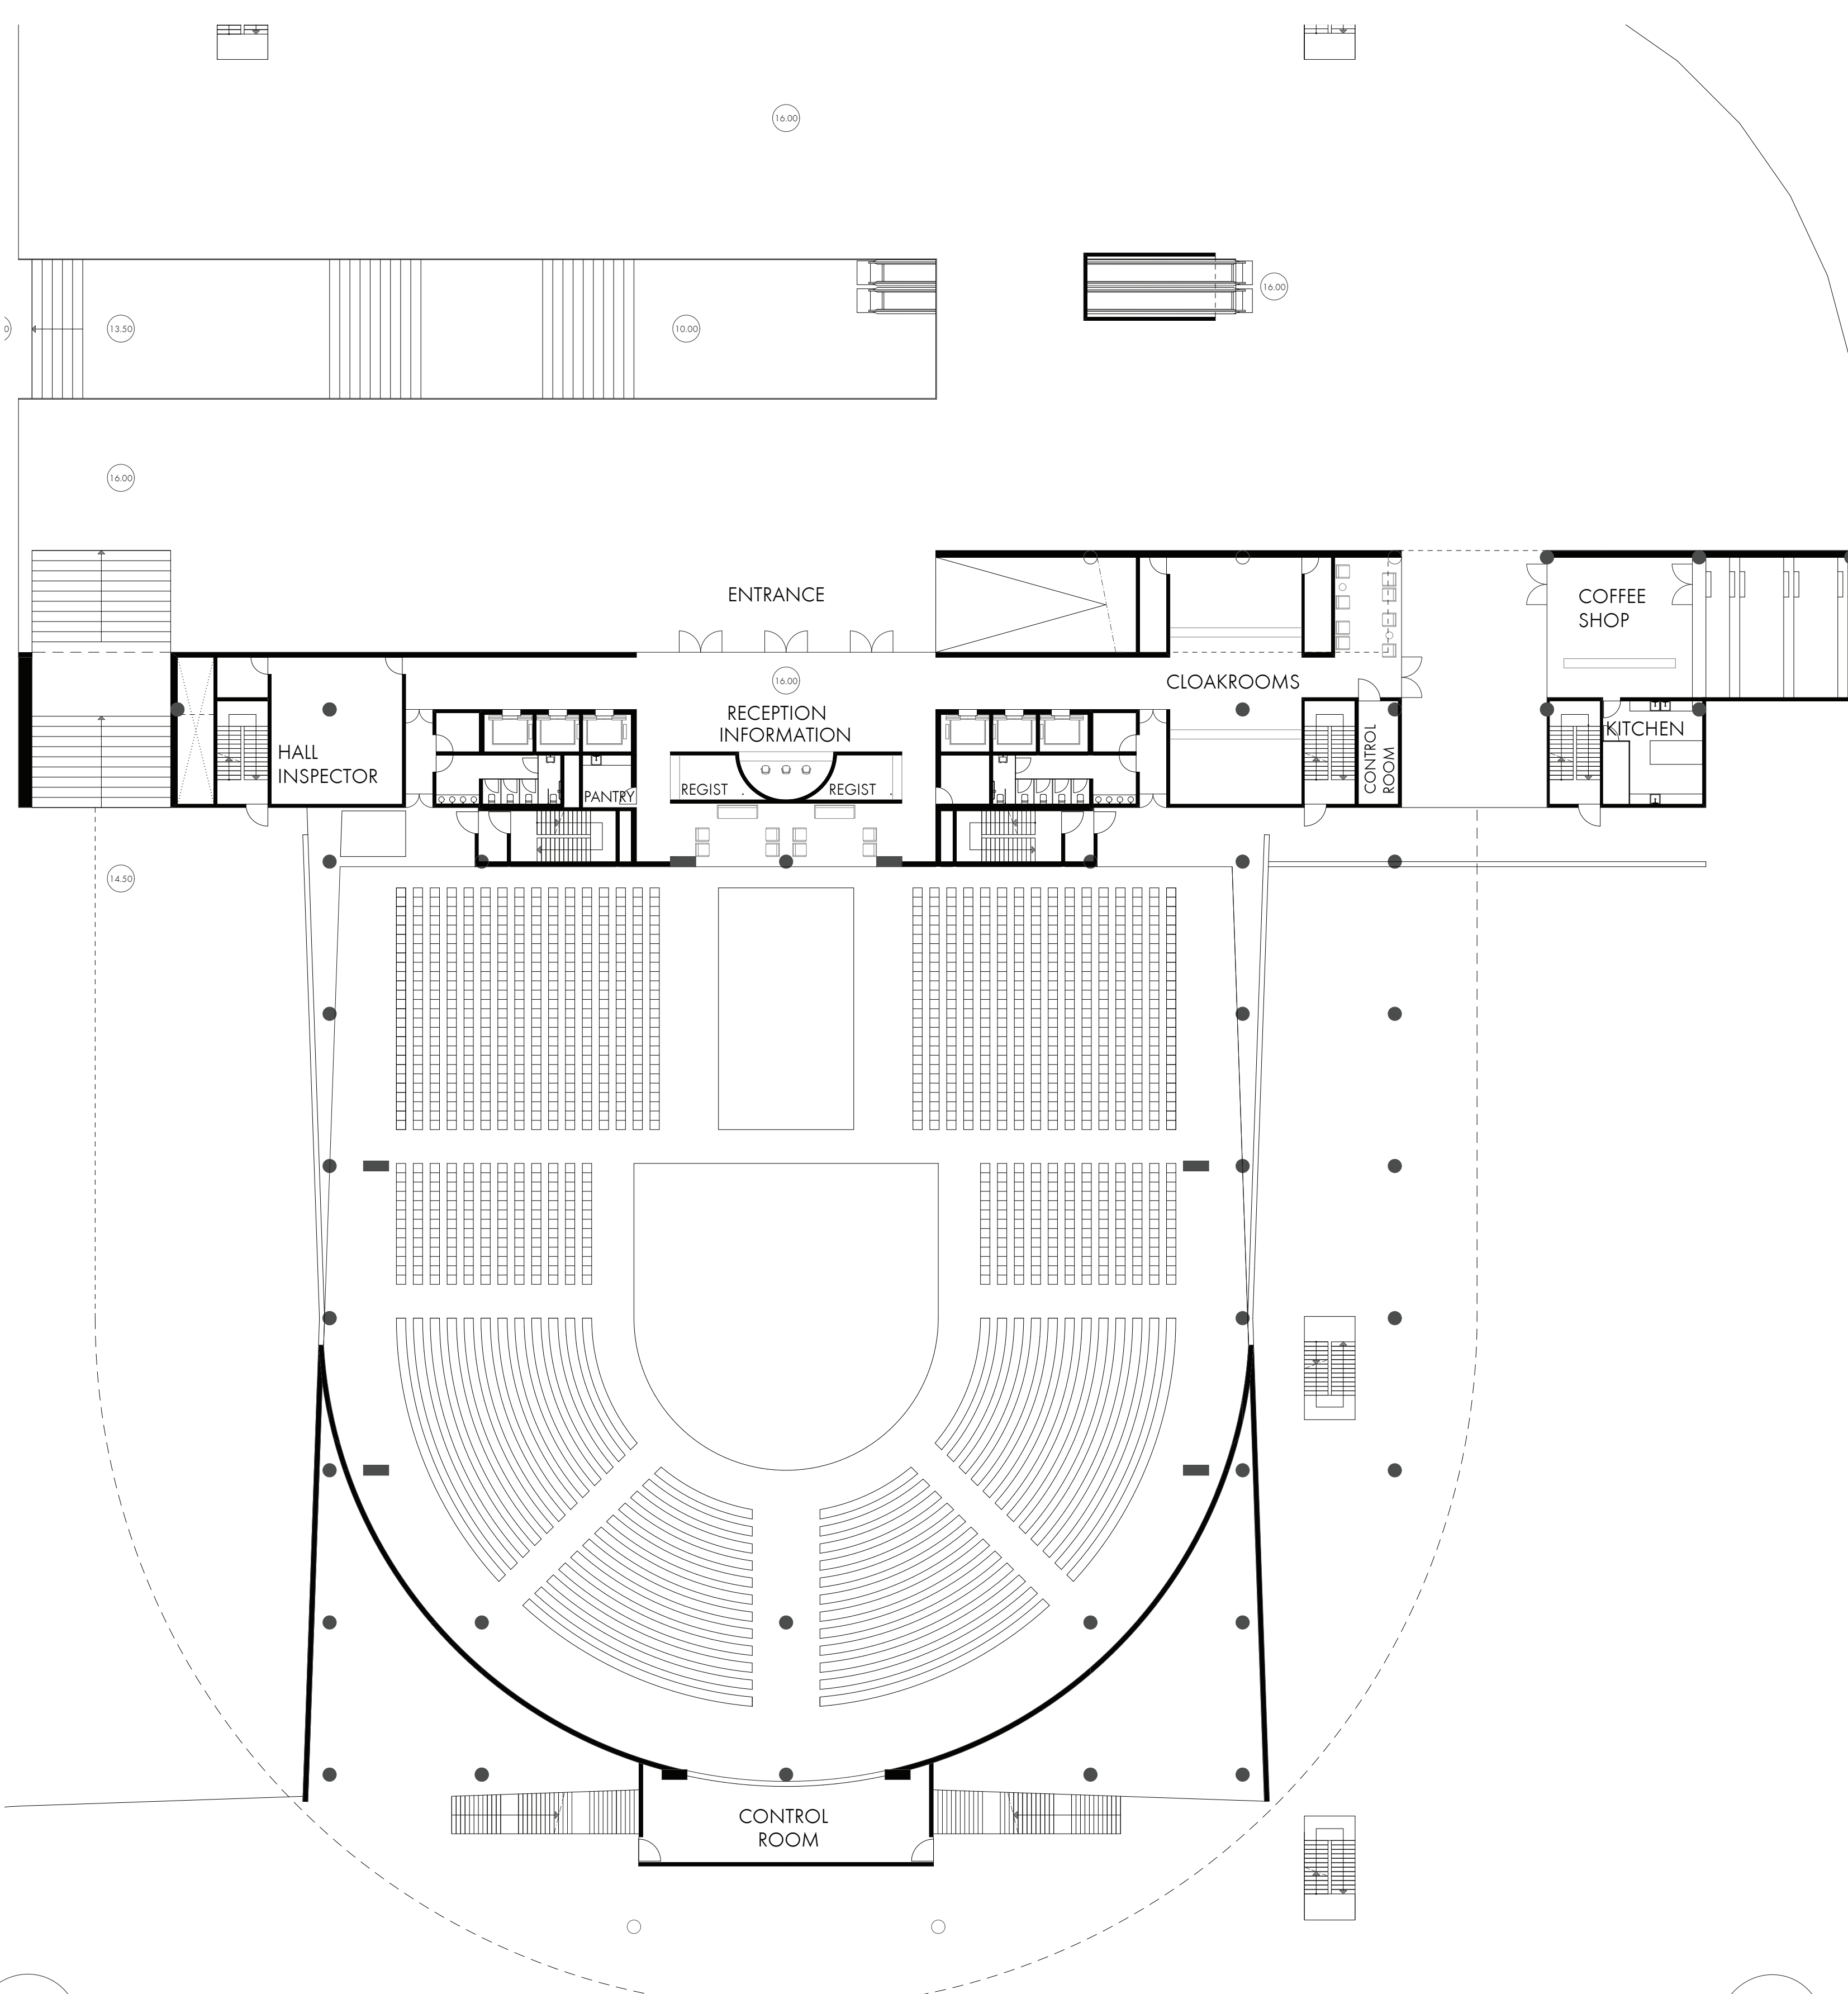 16.00
16.00
0
13.50
10.00
16.00
ENTRANCE
COFFEE
SHOP
16.00
CLOAKROOMS
RECEPTION
INFORMATION
KITCHEN
HALL
INSPECTOR
CONTROL
ROOM
PANTRY
REGIST
REGIST
14.50
CONTROL
ROOM